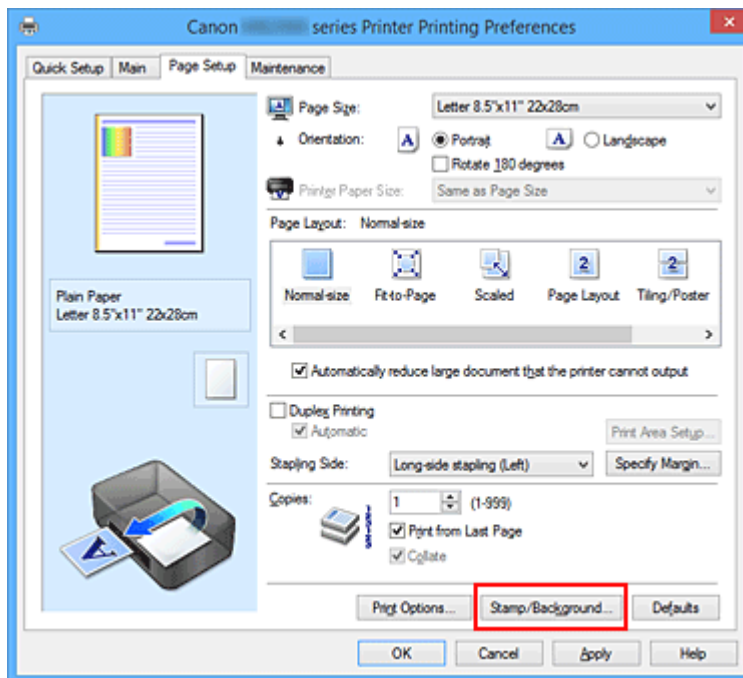 Canon series Printer Printing Preferences
Quick Setup Main Page Setup Maintenance
Page Size: Letter 8.5"x11" 22x28cm
Orientation: A Portrait A Landscape
Rotate 180 degrees
Printer Paper Size: Same as Page Size
Page Layout: Normal-size
2 2
Normal-size Fit-to-Page Scaled Page Layout Tiling/Poster
Plain Paper
Letter 8.5"x11" 22x28cm
Automatically reduce large document that the printer cannot output
Duplex Printing
Automatic
Print Area Setup...
Stapling Side: Long-side stapling (Left) Specify Margin...
Copies: 1 (1-999)
Print from Last Page
Collate
A
Print Options... Stamp/Background... Defaults
OK Cancel Apply Help